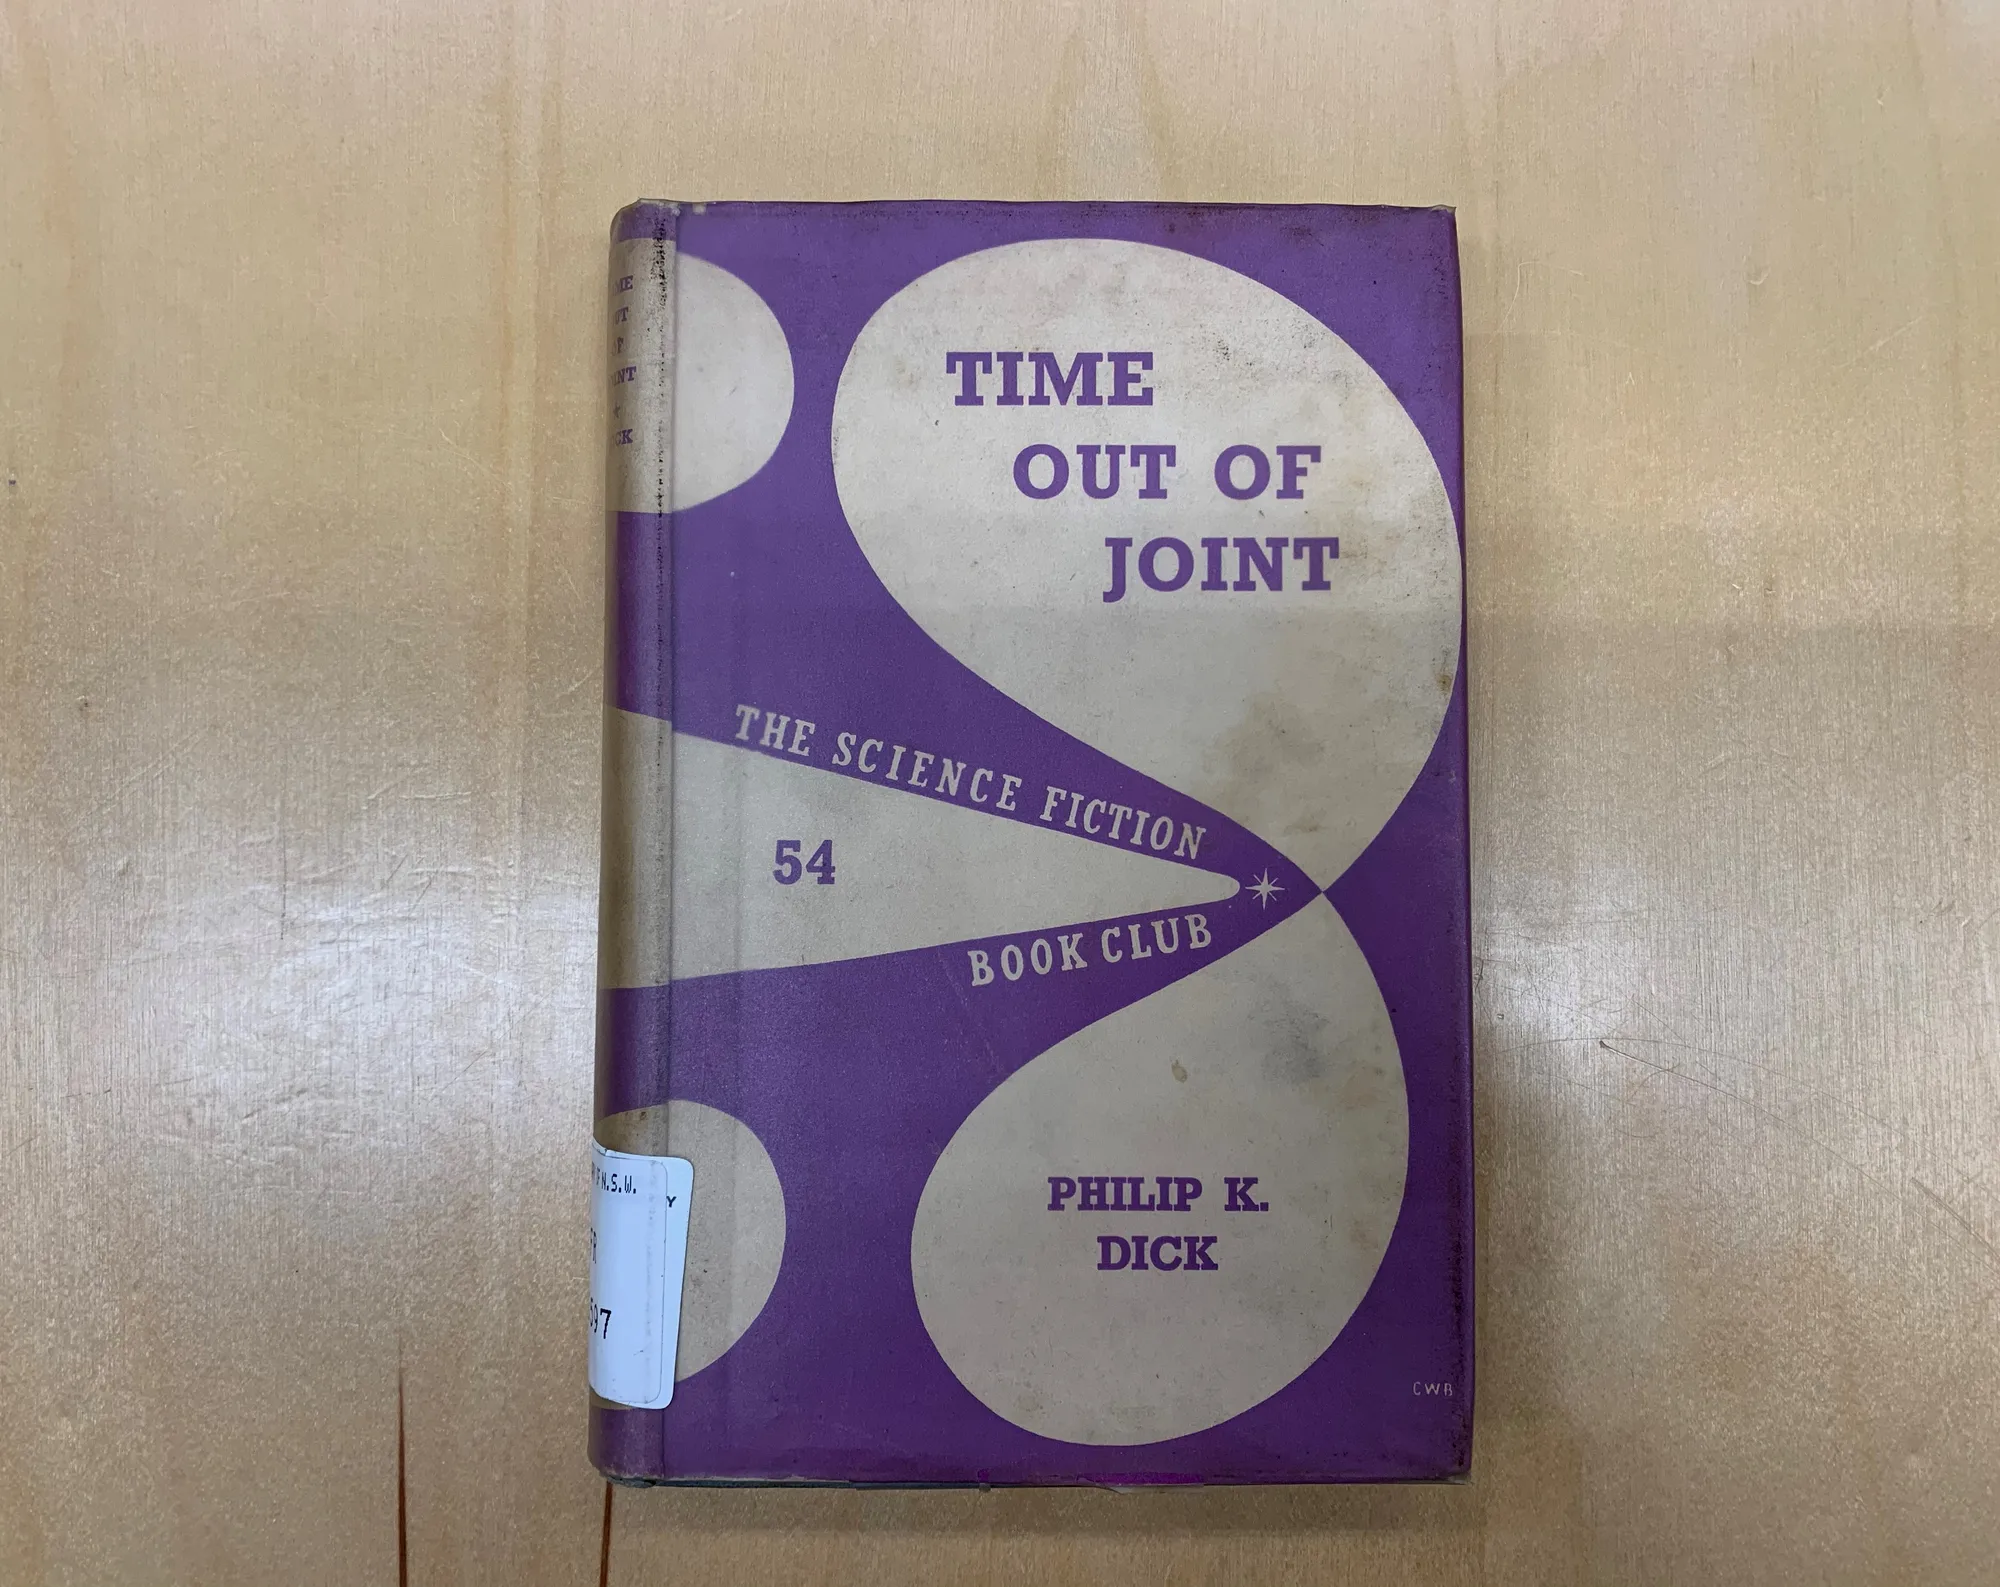 TIME
OUT OF
JOINT
THE SCIENCE FICTION
54
BOOK CLUB
PHILIP K.
DICK
CWB
N.S.W.